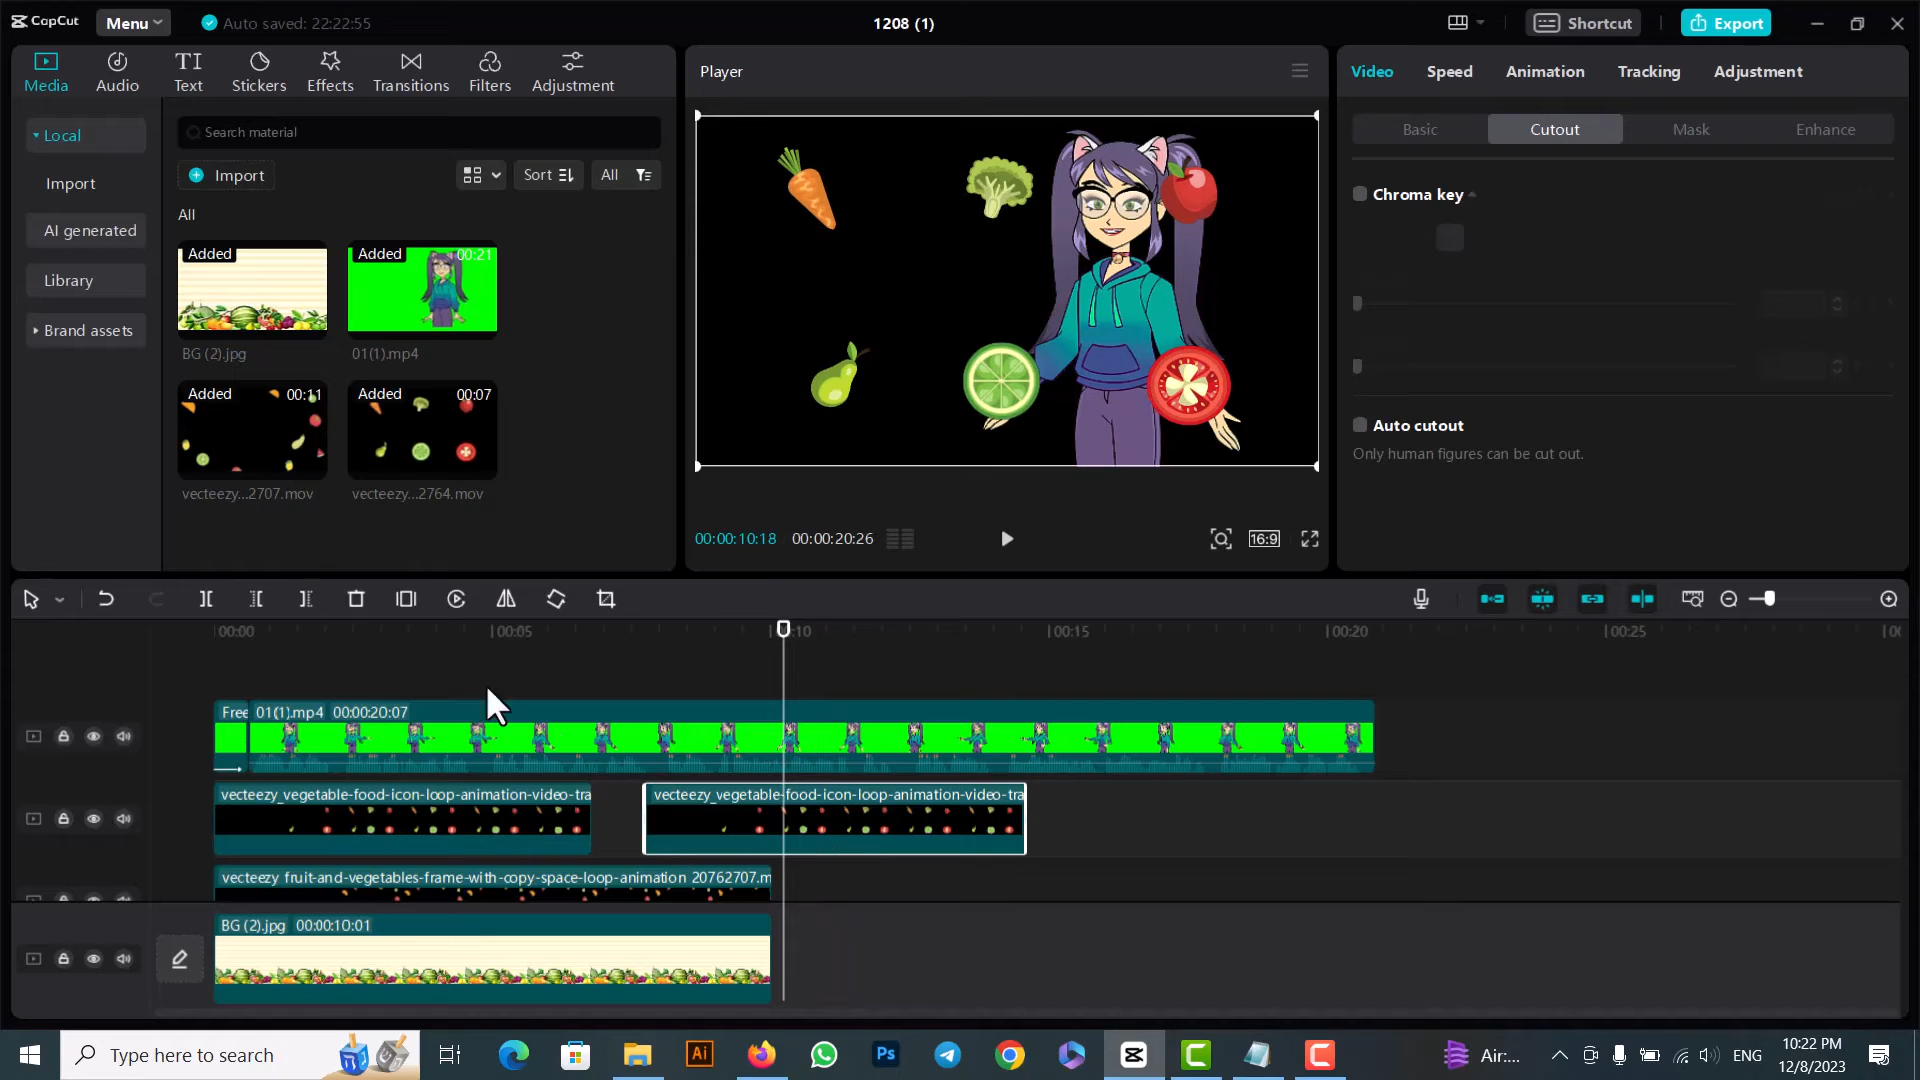 CapCut
Menu
Auto saved: 22:22:55
1208 (1)
Shortcut
Export
Media
Audio
Text
Stickers
Effects
Transitions
Filters
Adjustment
Local
Import
AI generated
Library
Brand assets
Search material
Import
Sort
All
All
Added
Added 00:21
BG (2).jpg
01(1).mp4
Added 00:11
Added 00:07
vecteezy...2707.mov
vecteezy...2764.mov
Player
00:00:10:18
00:00:20:26
16:9
Video
Speed
Animation
Tracking
Adjustment
Basic
Cutout
Mask
Enhance
Chroma key
Auto cutout
Only human figures can be cut out.
00:00
00:05
00:10
00:15
00:20
00:25
Free
01(1).mp4 00:00:20:07
vecteezy_vegetable-food-icon-loop-animation-video-tra
vecteezy_vegetable-food-icon-loop-animation-video-tra
vecteezy fruit-and-vegetables-frame-with-copy-space-loop-animation 20762707.m
BG (2).jpg 00:00:10:01
Type here to search
Ai
Ps
Air:...
ENG
10:22 PM
12/8/2023